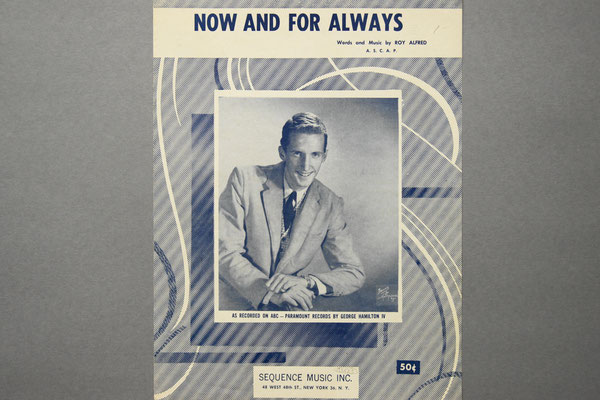 NOW AND FOR ALWAYS
Words and Music by ROY ALFRED
A. S. C. A. P.
AS RECORDED ON ABC – PARAMOUNT RECORDS BY GEORGE HAMILTON IV
50¢
SEQUENCE MUSIC INC.
48 WEST 48th ST., NEW YORK 36, N. Y.